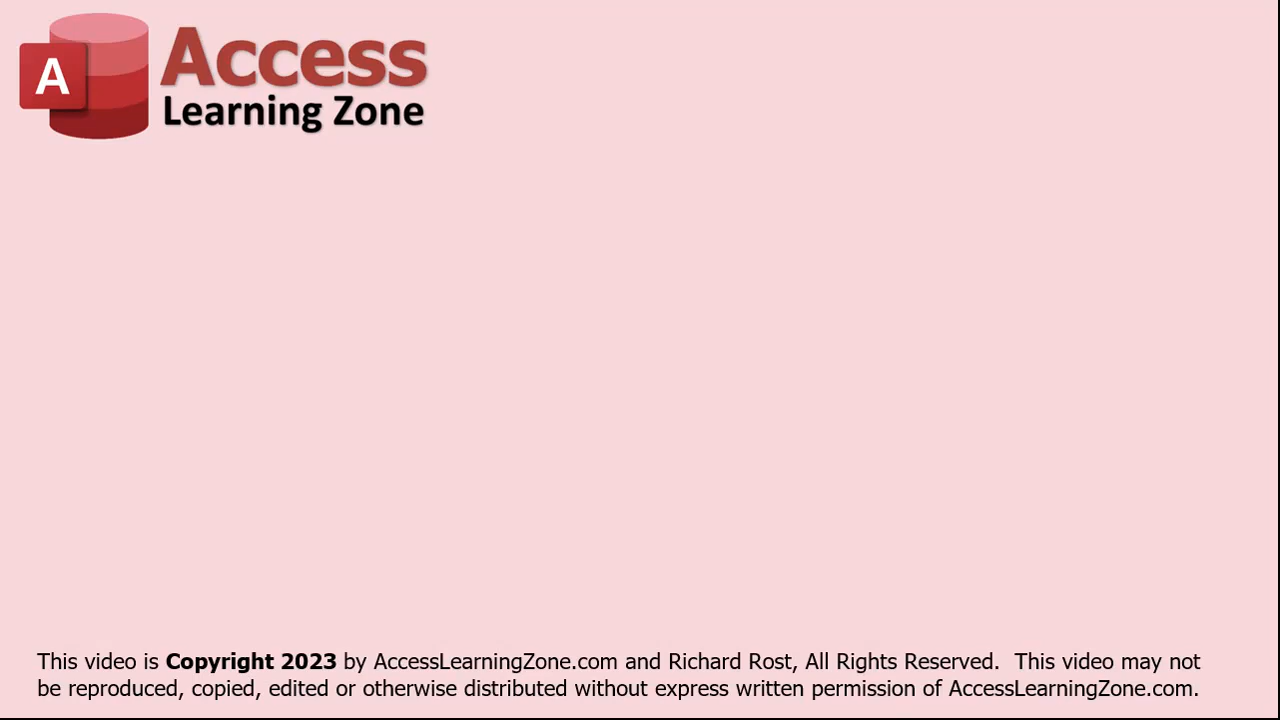 A
Access
Learning Zone
This video is Copyright 2023 by AccessLearningZone.com and Richard Rost, All Rights Reserved.  This video may not
be reproduced, copied, edited or otherwise distributed without express written permission of AccessLearningZone.com.